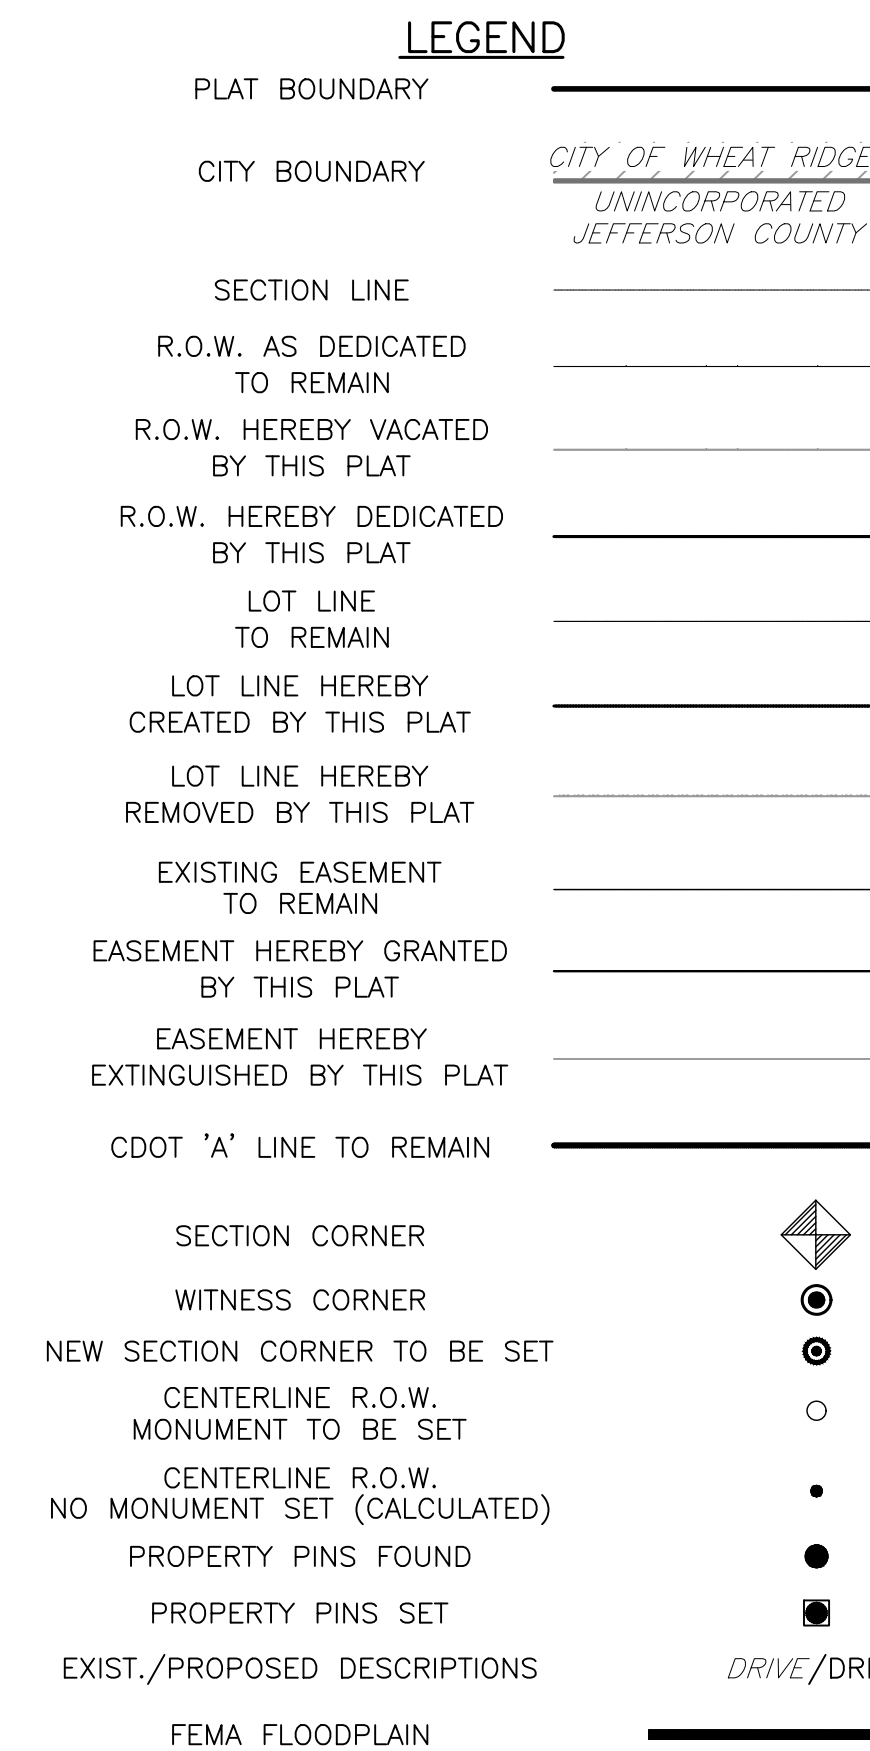 LEGEND
PLAT BOUNDARY
CITY BOUNDARY
CITY OF WHEAT RIDGE
UNINCORPORATED
JEFFERSON COUNTY
SECTION LINE
R.O.W. AS DEDICATED
TO REMAIN
R.O.W. HEREBY VACATED
BY THIS PLAT
R.O.W. HEREBY DEDICATED
BY THIS PLAT
LOT LINE
TO REMAIN
LOT LINE HEREBY
CREATED BY THIS PLAT
LOT LINE HEREBY
REMOVED BY THIS PLAT
EXISTING EASEMENT
TO REMAIN
EASEMENT HEREBY GRANTED
BY THIS PLAT
EASEMENT HEREBY
EXTINGUISHED BY THIS PLAT
CDOT 'A' LINE TO REMAIN
SECTION CORNER
WITNESS CORNER
NEW SECTION CORNER TO BE SET
CENTERLINE R.O.W.
MONUMENT TO BE SET
CENTERLINE R.O.W.
NO MONUMENT SET (CALCULATED)
PROPERTY PINS FOUND
PROPERTY PINS SET
EXIST./PROPOSED DESCRIPTIONS
DRIVE/DRI
FEMA FLOODPLAIN